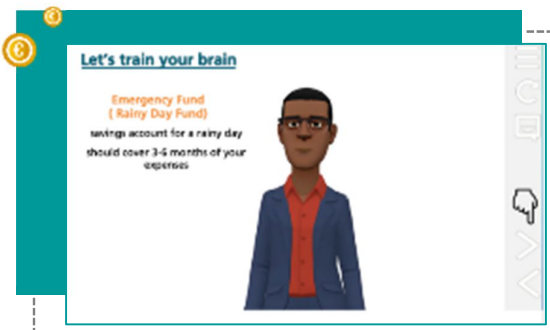 Let's train your brain
Emergency Fund
( Rainy Day Fund)
savings account for a rainy day
should cover 3-6 months of your
expenses